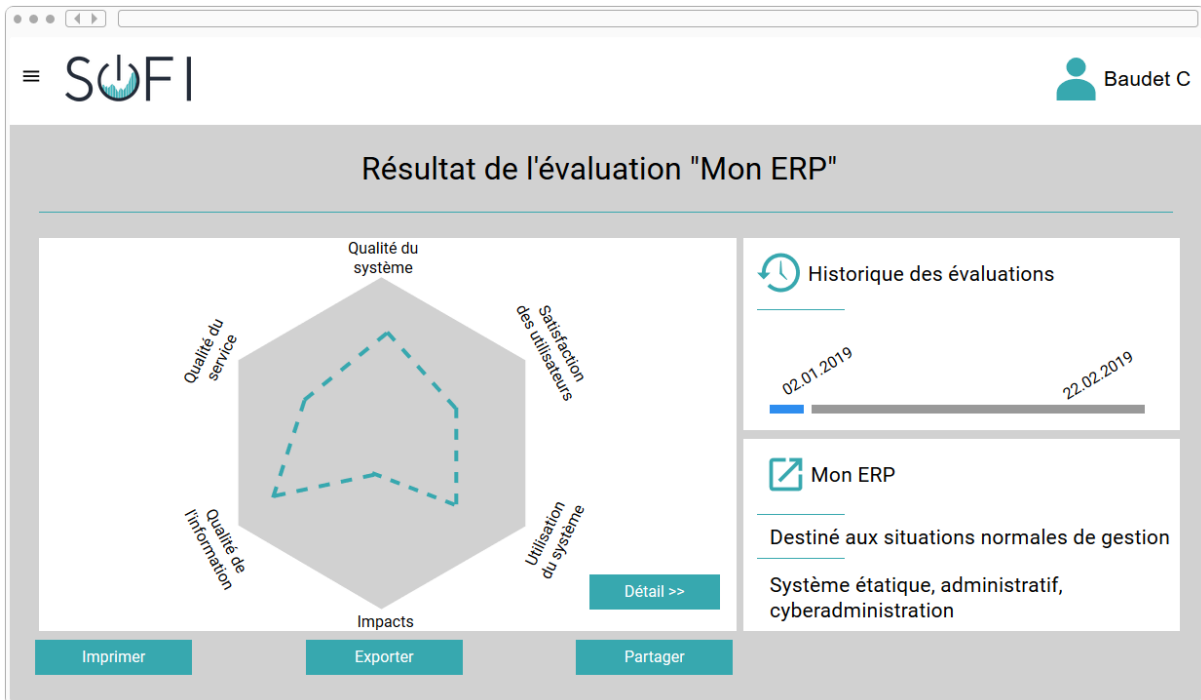 SOFI
Baudet C
Résultat de l'évaluation "Mon ERP"
Qualité du
système
Satisfaction
des utilisateurs
Utilisation
du système
Impacts
Qualité de
l'information
Qualité du
service
Détail >>
Historique des évaluations
02.01.2019
22.02.2019
Mon ERP
Destiné aux situations normales de gestion
Système étatique, administratif,
cyberadministration
Imprimer
Exporter
Partager